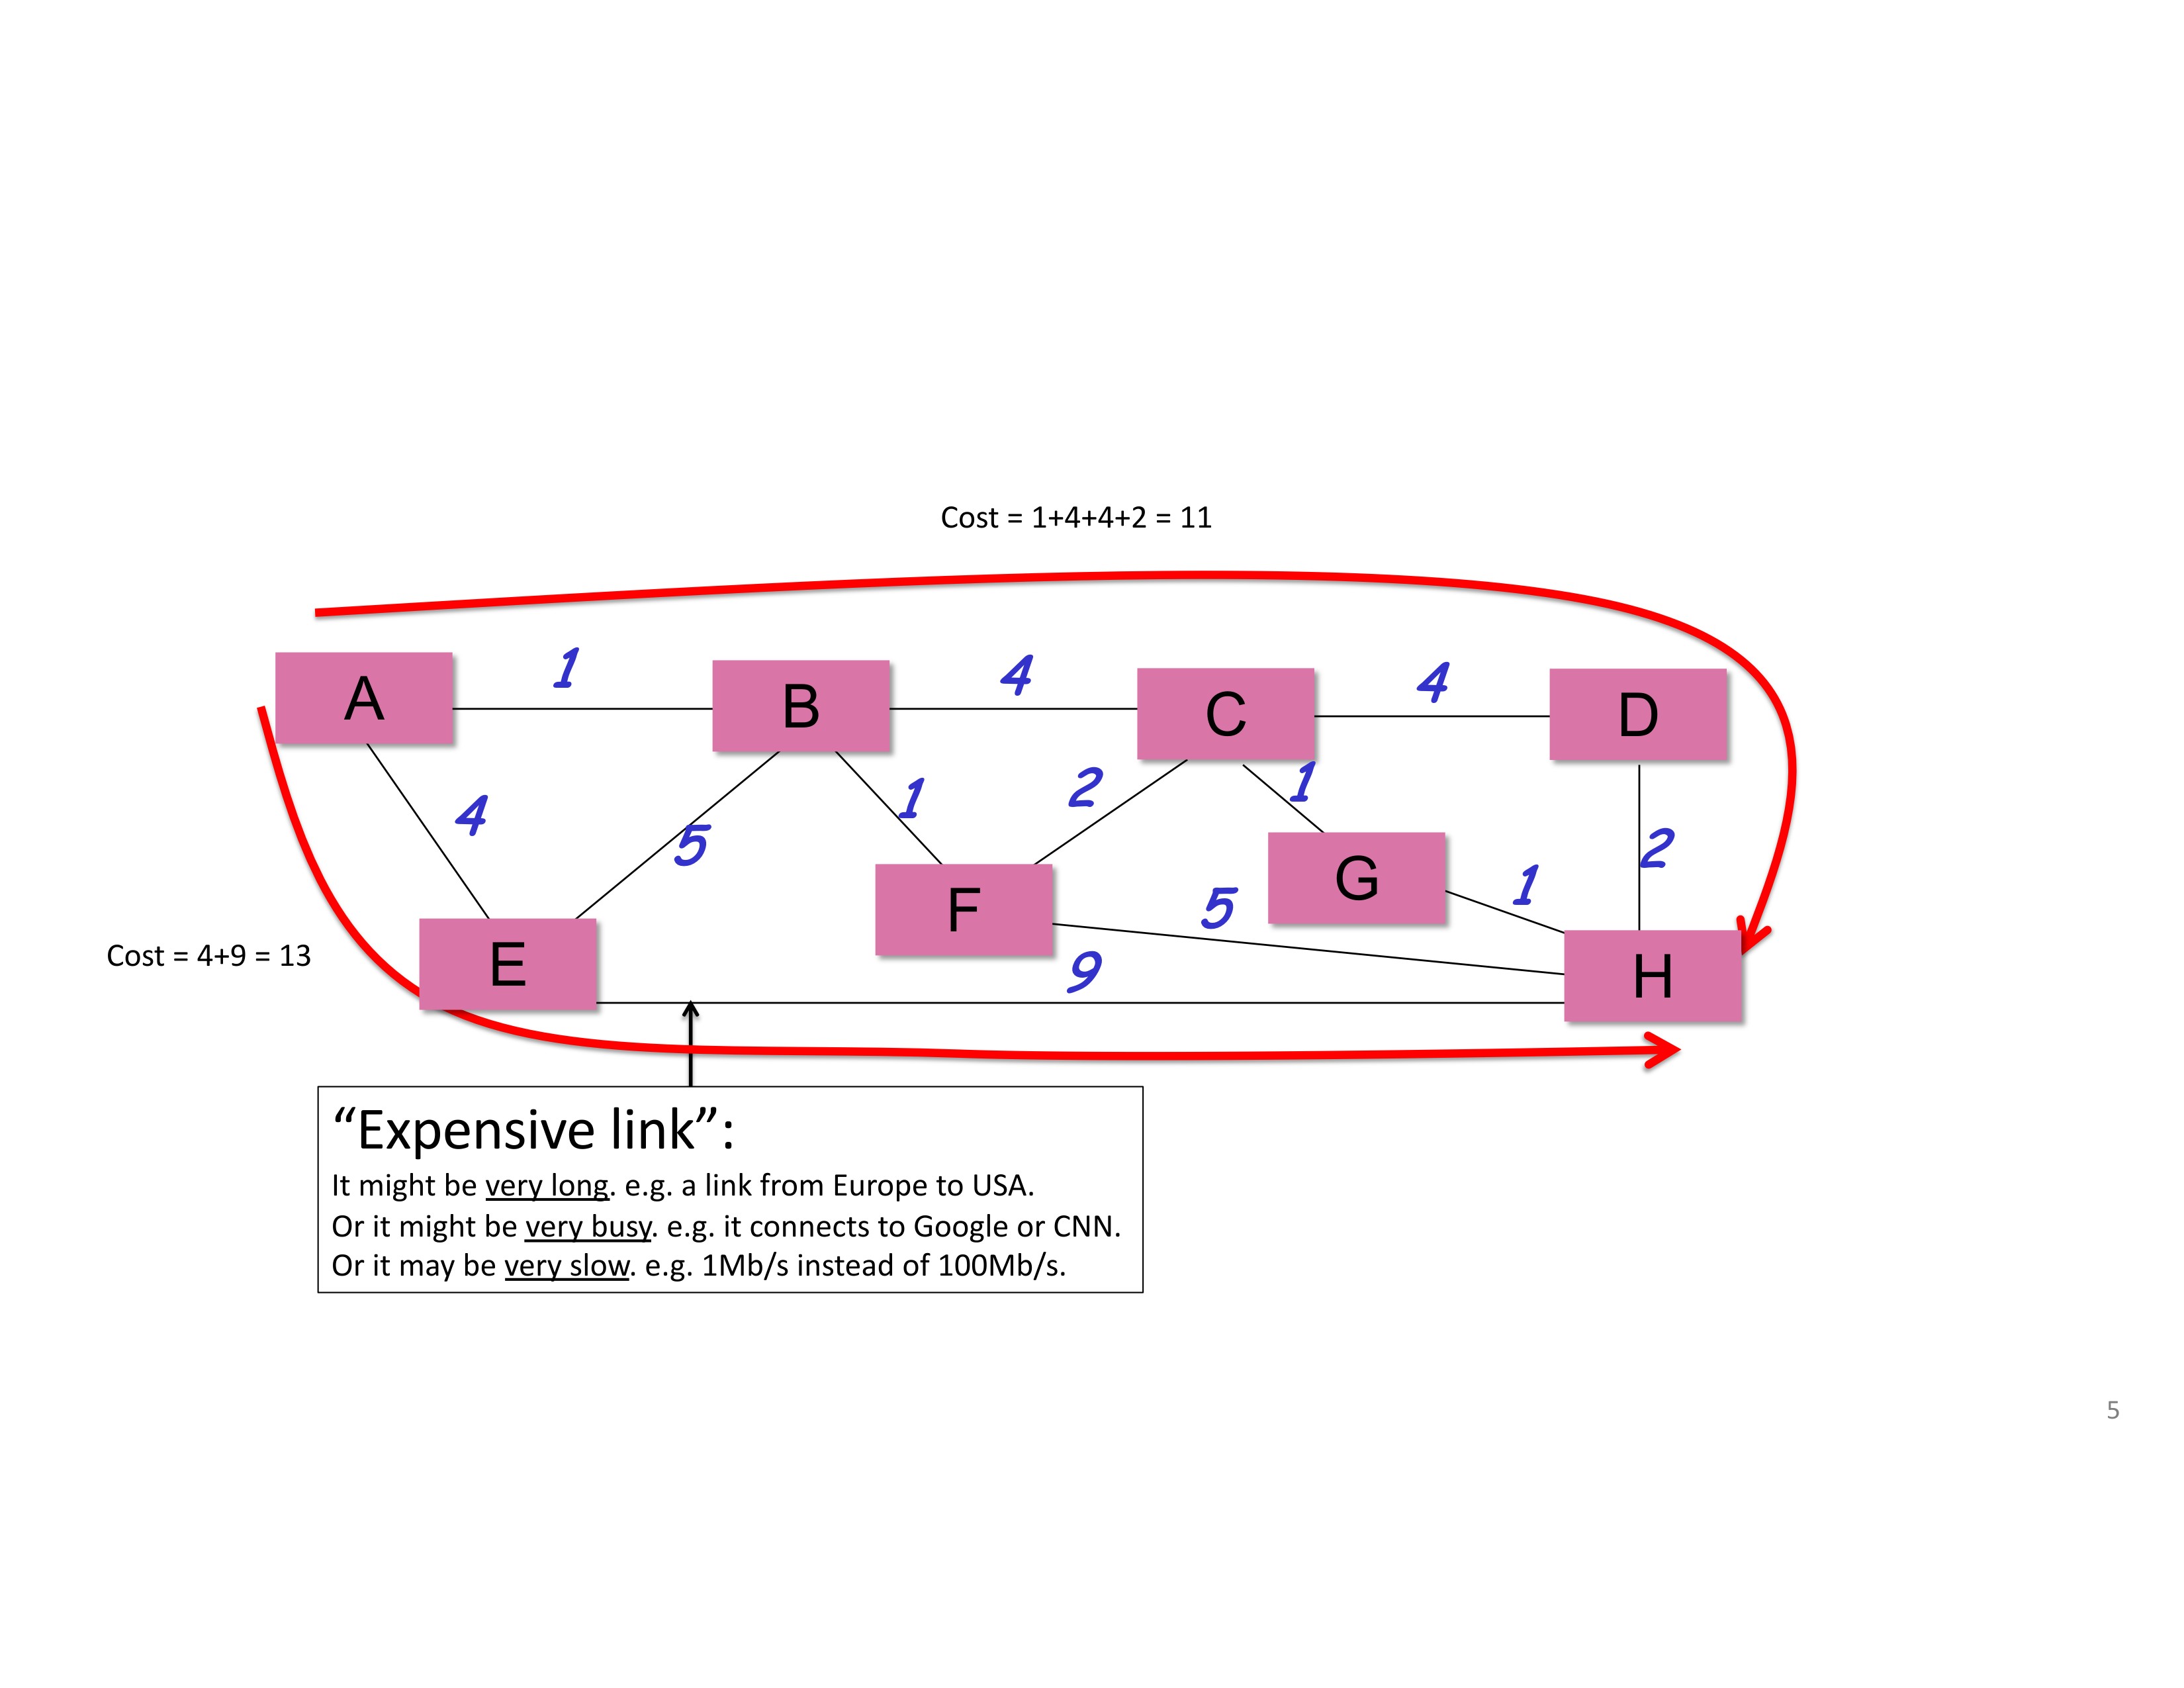 Cost = 1+4+4+2 = 11
1
4
4
A
B
C
D
4
5
1
2
1
2
G
F
5
1
E
Cost = 4+9 = 13
9
H
“Expensive link”:
It might be very long. e.g. a link from Europe to USA.
Or it might be very busy. e.g. it connects to Google or CNN.
Or it may be very slow. e.g. 1Mb/s instead of 100Mb/s.
5